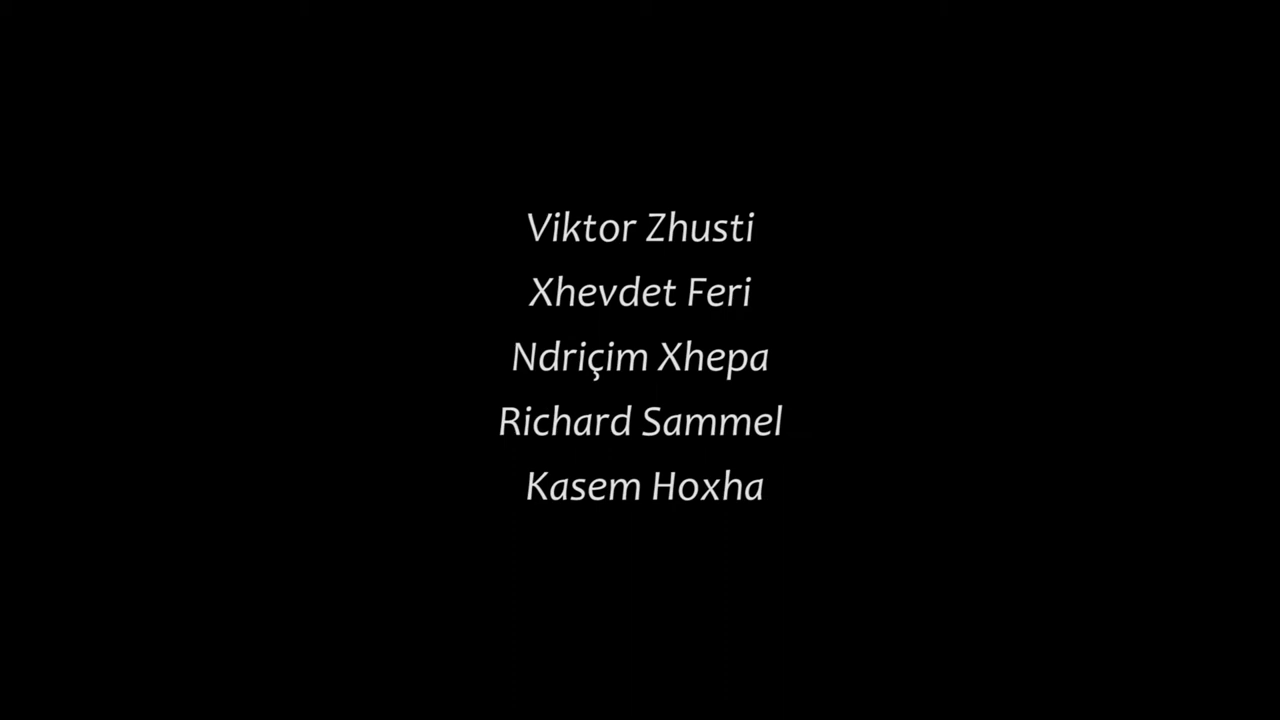 Viktor Zhusti
Xhevdet Feri
Ndriçim Xhepa
Richard Sammel
Kasem Hoxha